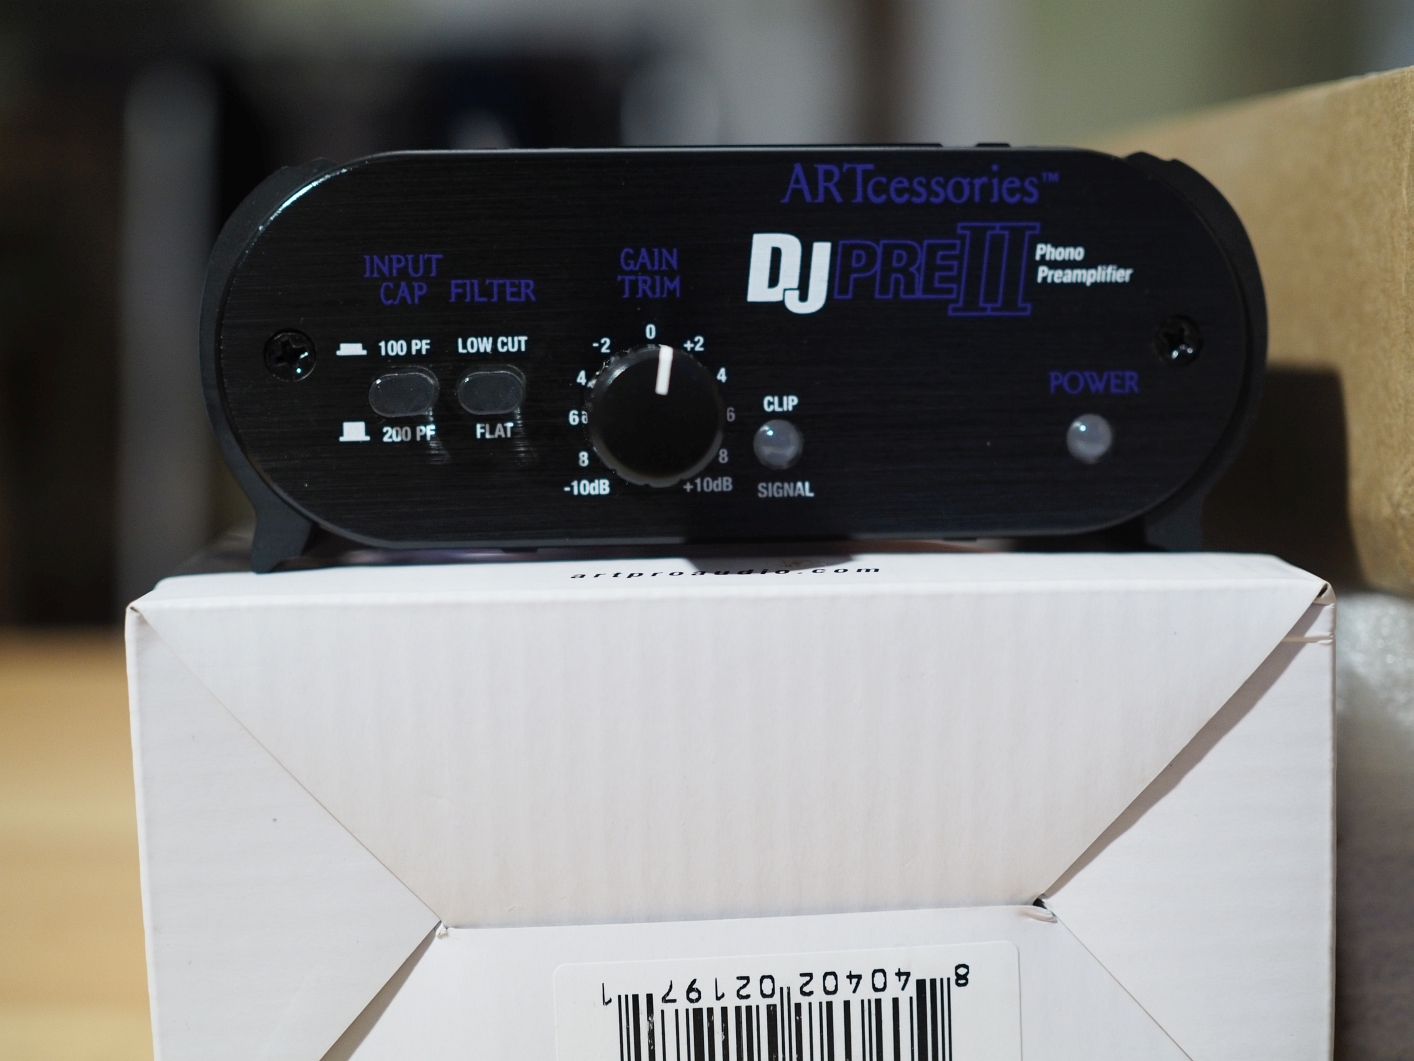 ARTcessories™
DJ PRE II
Phono
Preamplifier
INPUT
CAP
FILTER
GAIN
TRIM
100 PF
LOW CUT
200 PF
FLAT
0
-2
+2
4
4
6
6
8
8
-10dB
+10dB
CLIP
SIGNAL
POWER
artproaudio.com
8 40402 02197 1